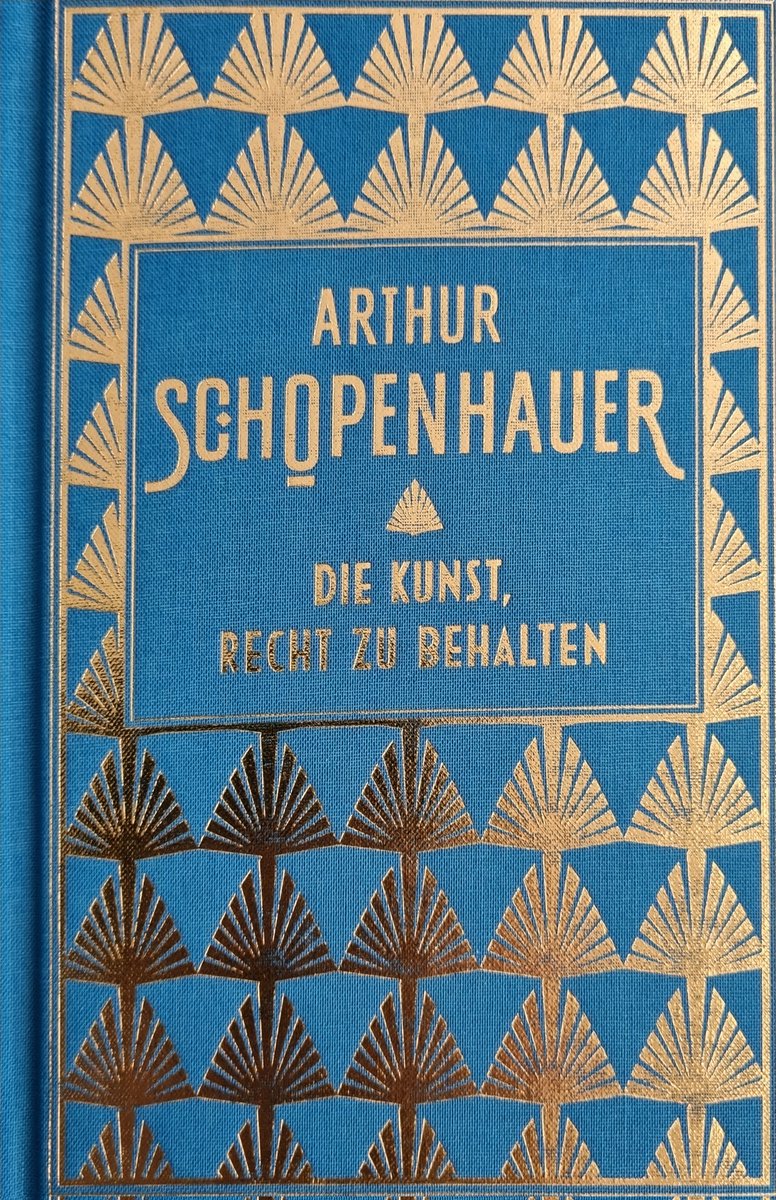 ARTHUR
SCHOPENHAUER
DIE KUNST,
RECHT ZU BEHALTEN